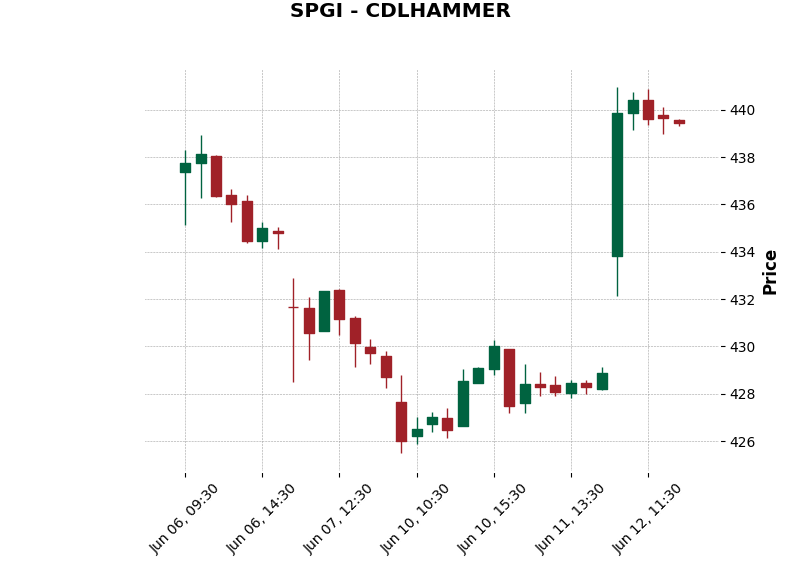 SPGI - CDLHAMMER
440
438
436
434
432
430
428
426
Price
Jun 06, 09:30
Jun 06, 14:30
Jun 07, 12:30
Jun 10, 10:30
Jun 10, 15:30
Jun 11, 13:30
Jun 12, 11:30